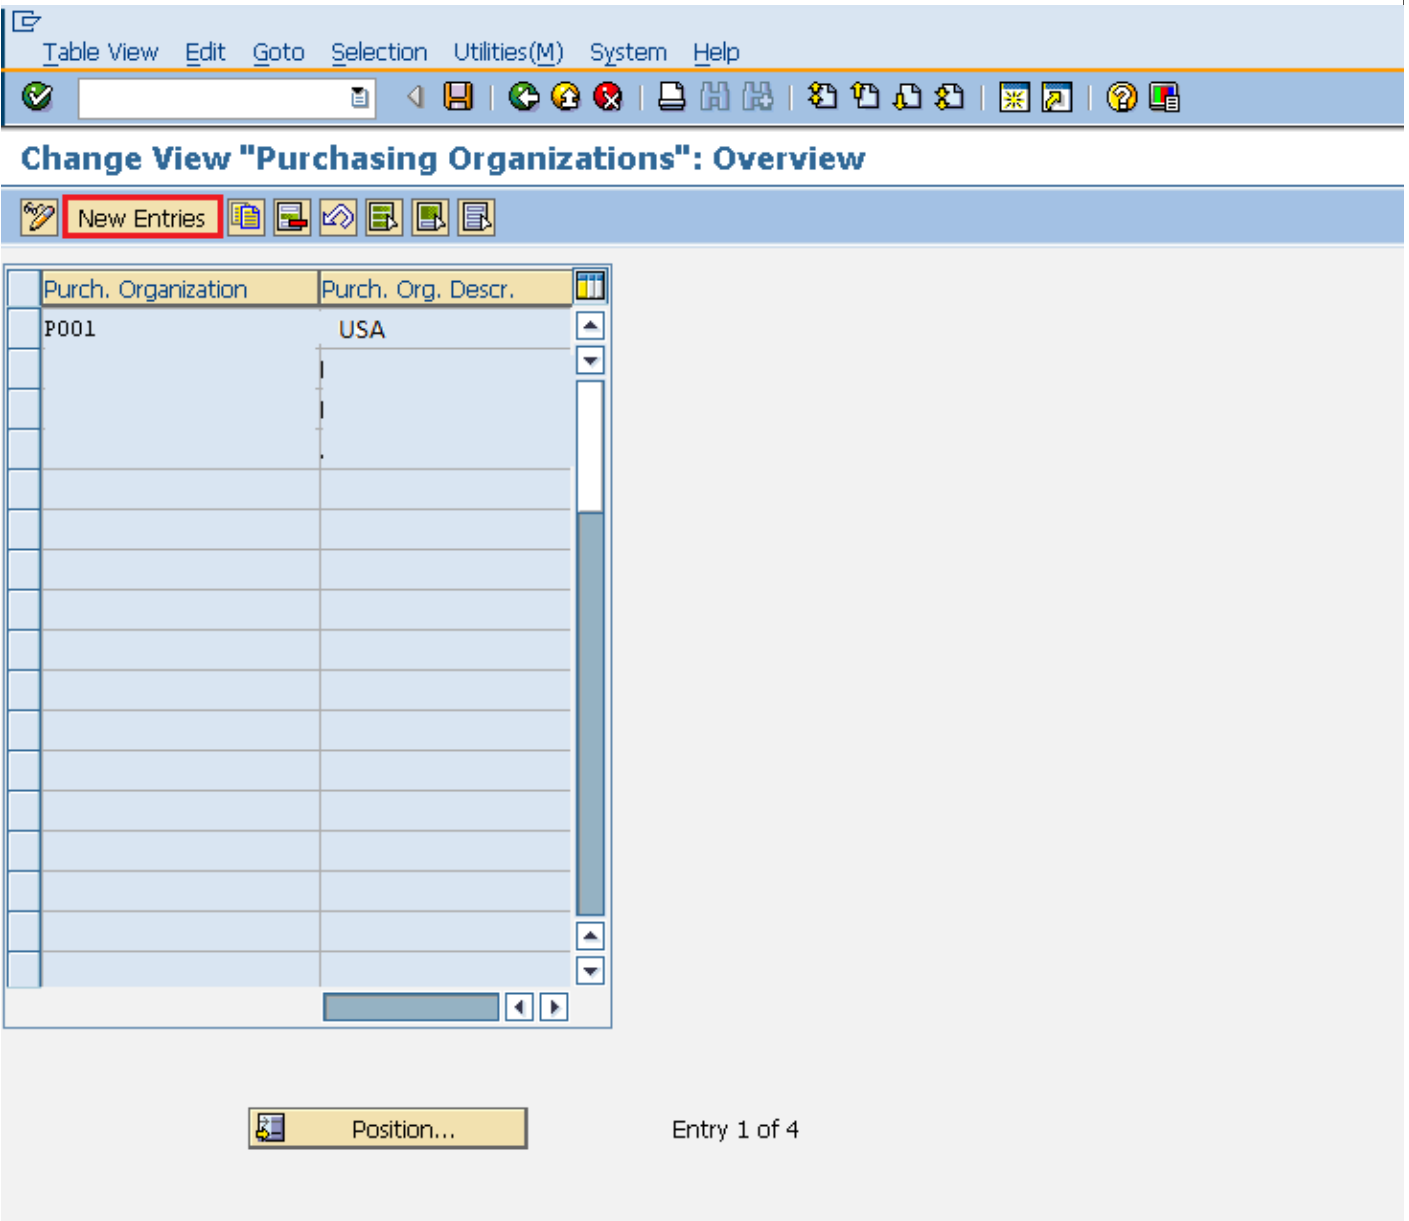 Table View Edit Goto Selection Utilities(M) System Help
Change View "Purchasing Organizations": Overview
New Entries
Purch. Organization Purch. Org. Descr.
P001 USA
Position... Entry 1 of 4